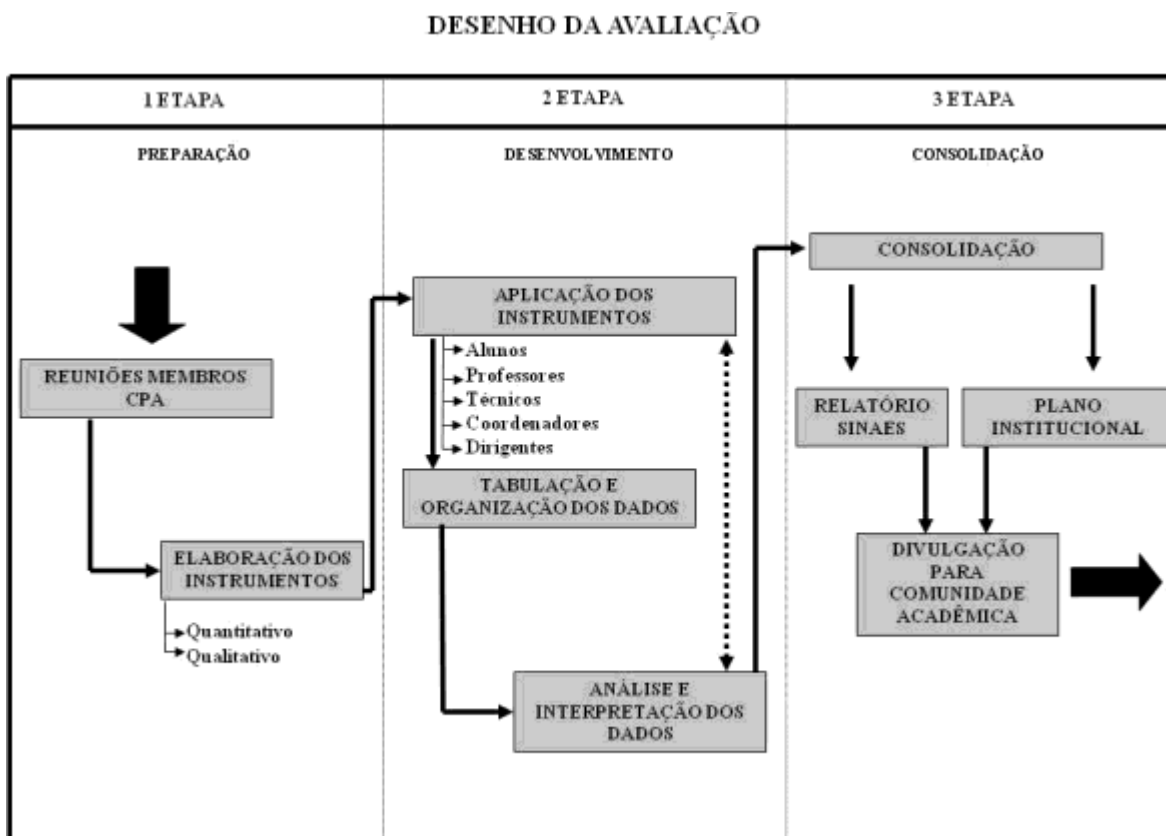 DESENHO DA AVALIAÇÃO
1 ETAPA
2 ETAPA
3 ETAPA
PREPARAÇÃO
DESENVOLVIMENTO
CONSOLIDAÇÃO
REUNIÕES MEMBROS
CPA
ELABORAÇÃO DOS
INSTRUMENTOS
Quantitativo
Qualitativo
APLICAÇÃO DOS
INSTRUMENTOS
Alunos
Professores
Técnicos
Coordenadores
Dirigentes
TABULAÇÃO E
ORGANIZAÇÃO DOS DADOS
ANÁLISE E
INTERPRETAÇÃO DOS
DADOS
CONSOLIDAÇÃO
RELATÓRIO
SINAES
PLANO
INSTITUCIONAL
DIVULGAÇÃO
PARA
COMUNIDADE
ACADÊMICA